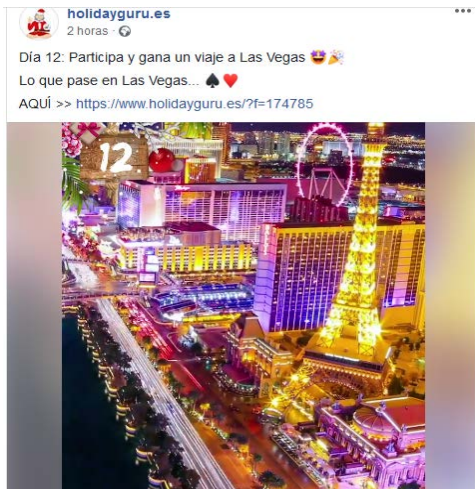 holidayguru.es
2 horas ·
Día 12: Participa y gana un viaje a Las Vegas 🤩🎉
Lo que pase en Las Vegas... ♠️♥️
AQUÍ >> https://www.holidayguru.es/?f=174785
12